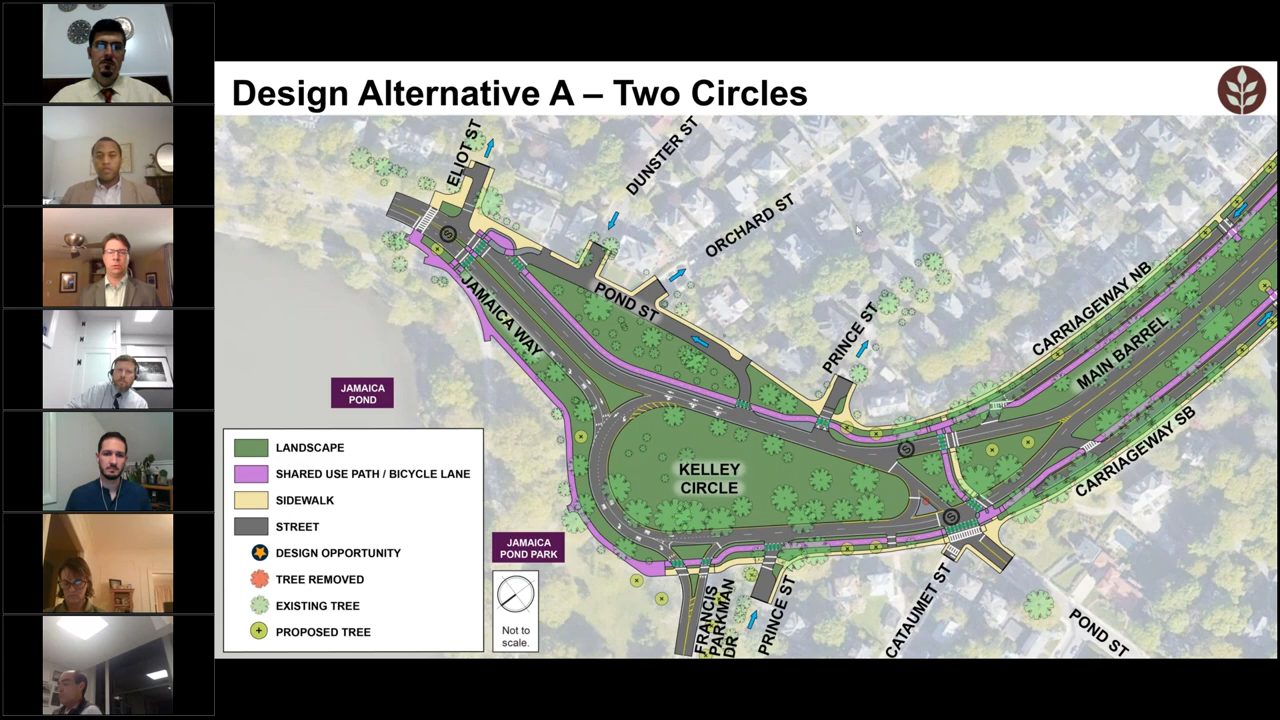 Design Alternative A – Two Circles
ELIOT ST
DUNSTER ST
ORCHARD ST
POND ST
JAMAICA WAY
PRINCE ST
CARRIAGEWAY NB
MAIN BARREL
CARRIAGEWAY SB
S
S
S
KELLEY
CIRCLE
JAMAICA
POND
LANDSCAPE
SHARED USE PATH / BICYCLE LANE
SIDEWALK
STREET
DESIGN OPPORTUNITY
TREE REMOVED
EXISTING TREE
PROPOSED TREE
JAMAICA
POND PARK
Not to
scale.
FRANCIS
PARKMAN
DR
PRINCE ST
CATAUMET ST
POND ST